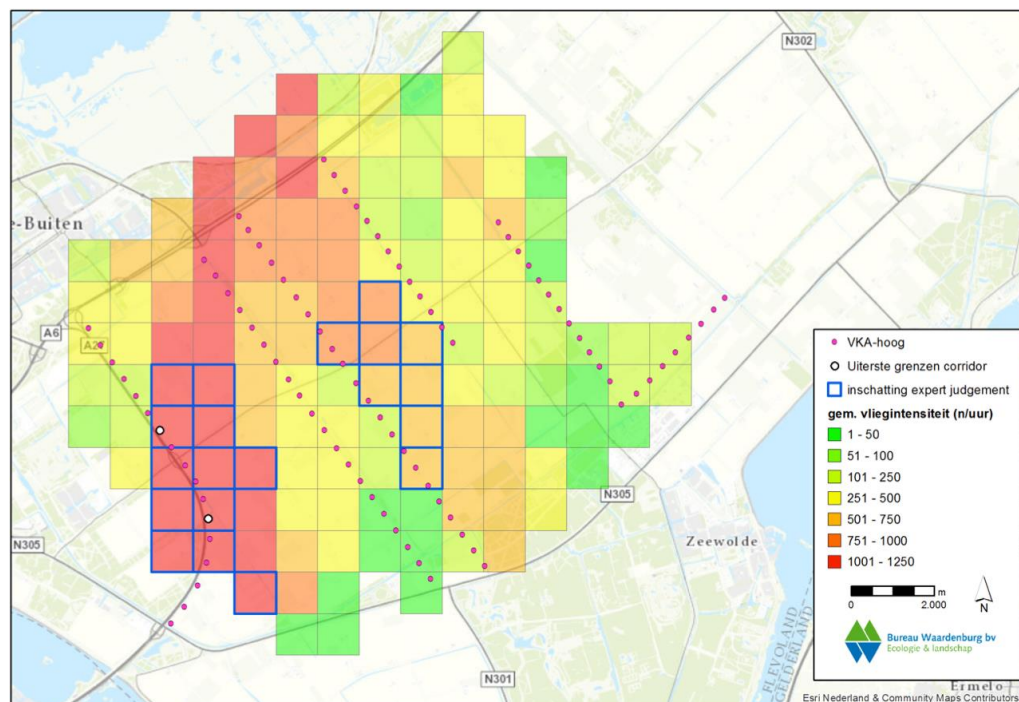 N302
e-Buiten
A6
A27
N305
N305
Zeewolde
N301
FLEVOLAND
GELDERLAND
Ermelo
VKA-hoog
Uiterste grenzen corridor
inschatting expert judgement
gem. vliegintensiteit (n/uur)
1 - 50
51 - 100
101 - 250
251 - 500
501 - 750
751 - 1000
1001 - 1250
0 2.000 m
N
Bureau Waardenburg bv
Ecologie & landschap
Esri Nederland & Community Maps Contributors